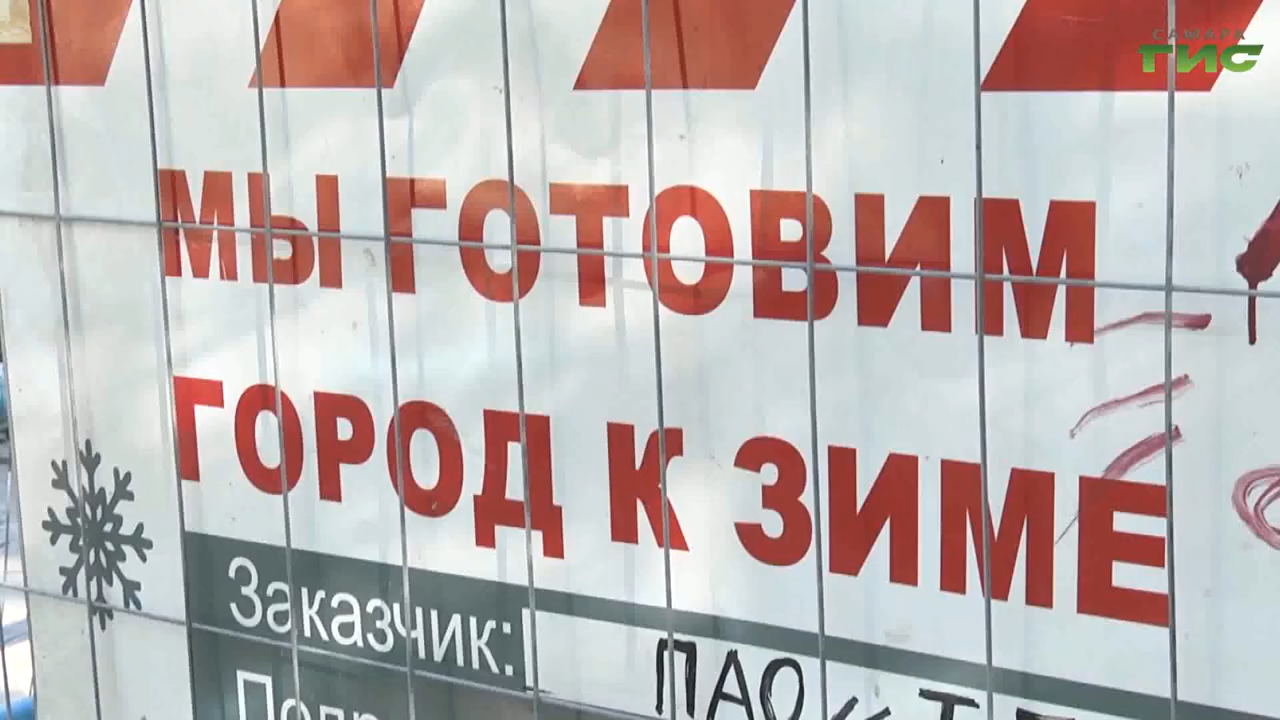 САМАРА
ГИС
МЫ ГОТОВИМ
ГОРОД К ЗИМЕ
Заказчик:
ПАО